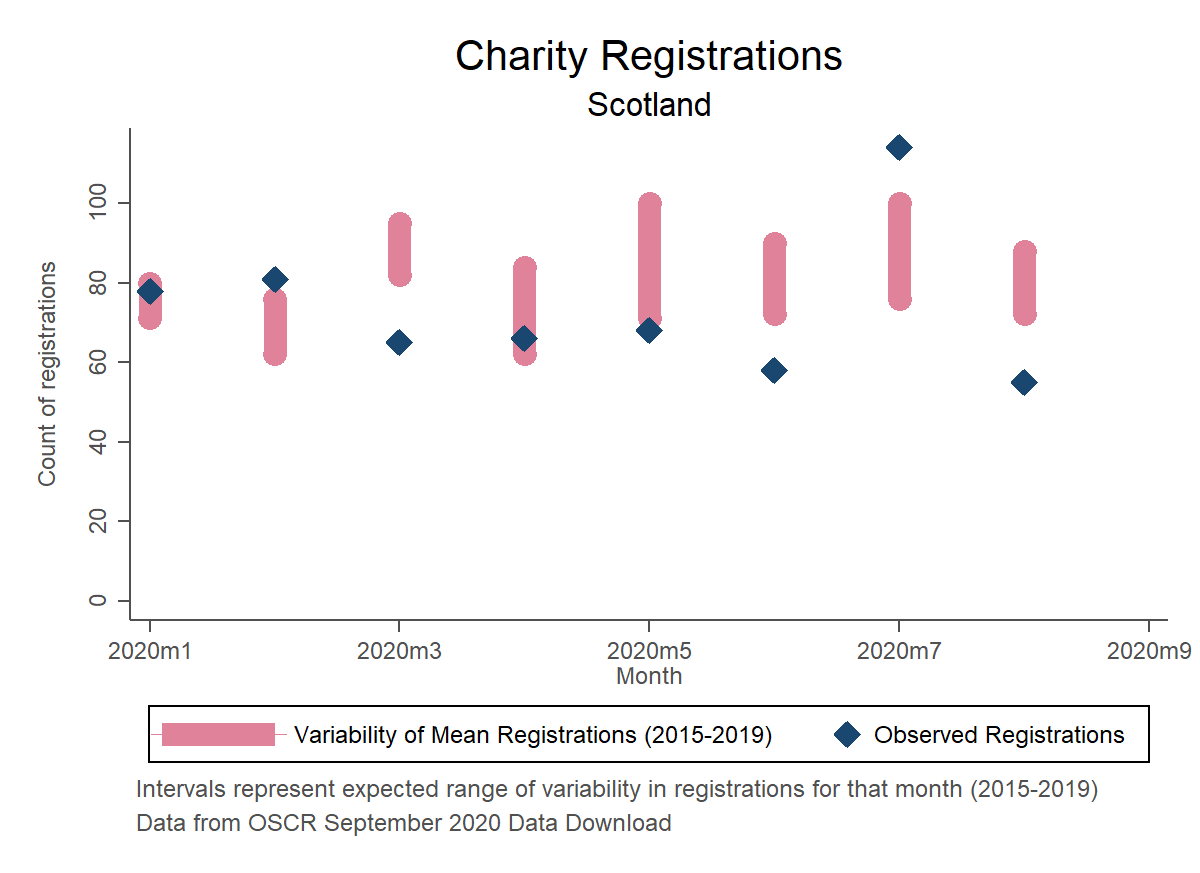 Charity Registrations
Scotland
Count of registrations
100
80
60
40
20
0
2020m1 2020m3 2020m5 2020m7 2020m9
Month
Variability of Mean Registrations (2015-2019) Observed Registrations
Intervals represent expected range of variability in registrations for that month (2015-2019)
Data from OSCR September 2020 Data Download